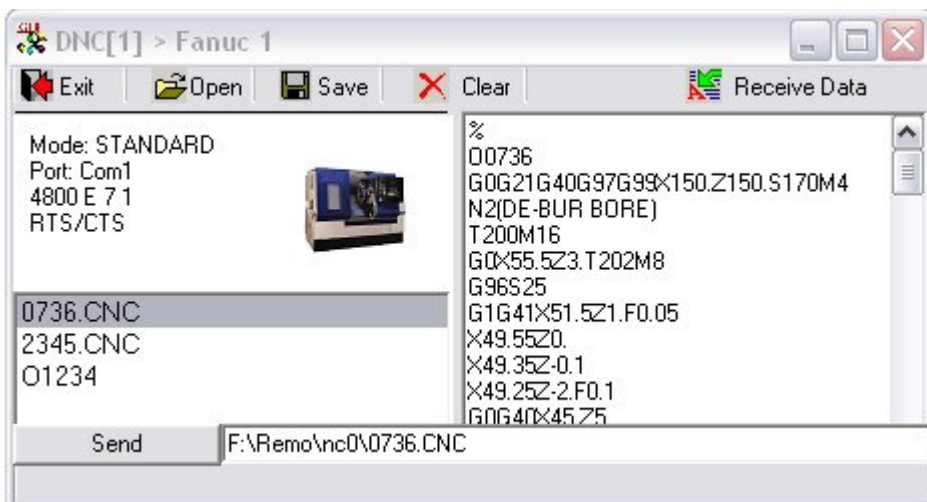 GUI
DNC[1] > Fanuc 1
Exit Open Save Clear Receive Data
Mode: STANDARD
Port: Com1
4800 E 7 1
RTS/CTS
0736.CNC
2345.CNC
O1234
%
O0736
G0G21G40G97G99X150.Z150.S170M4
N2(DE-BUR BORE)
T200M16
G0X55.5Z3.T202M8
G96S25
G1G41X51.5Z1.F0.05
X49.55Z0.
X49.35Z-0.1
X49.25Z-2.F0.1
G0G40X45.Z5
Send F:\Remo\nc0\0736.CNC